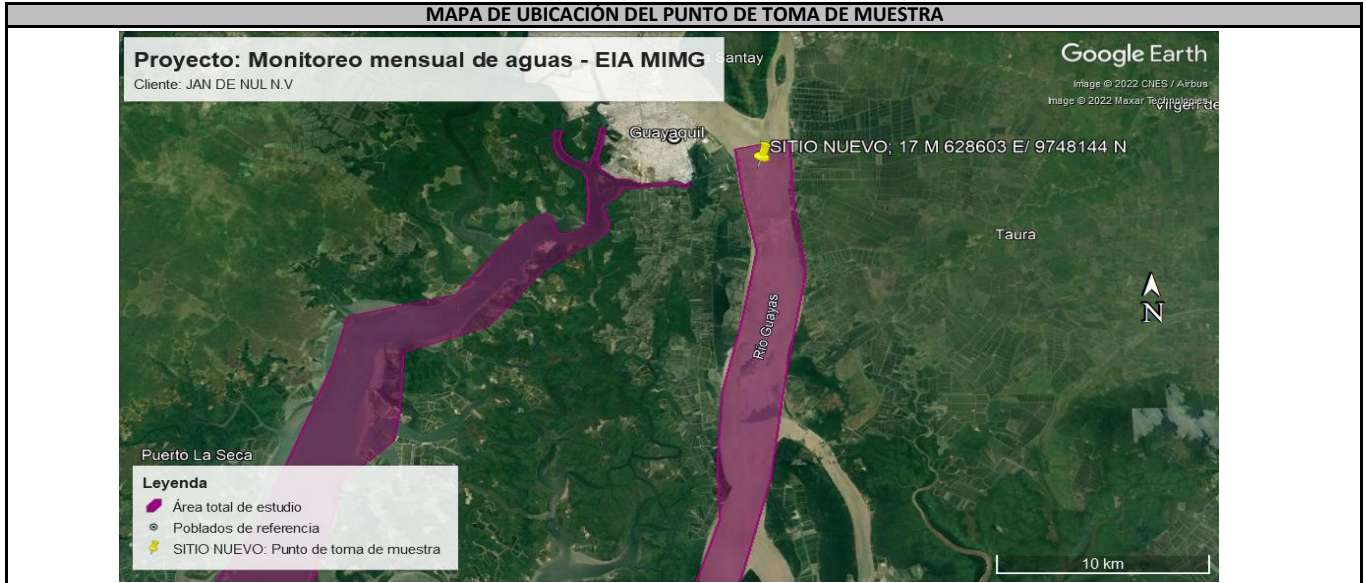 MAPA DE UBICACIÓN DEL PUNTO DE TOMA DE MUESTRA
Proyecto: Monitoreo mensual de aguas - EIA MIMG
Cliente: JAN DE NUL N.V
Santay
Google Earth
Image © 2022 CNES / Airbus
Image © 2022 Maxar Technologies
Guayaquil
SITIO NUEVO; 17 M 628603 E/ 9748144 N
Taura
N
Río Guayas
Puerto La Seca
Leyenda
Área total de estudio
Poblados de referencia
SITIO NUEVO: Punto de toma de muestra
10 km